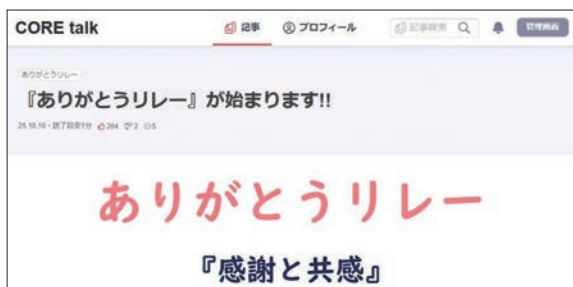 CORE talk
記事
プロフィール
記事検索
管理画面
ありがとうリレー
『ありがとうリレー』が始まります!!
25.10.10・読了目安1分 204 2 5
ありがとうリレー
『感謝と共感』